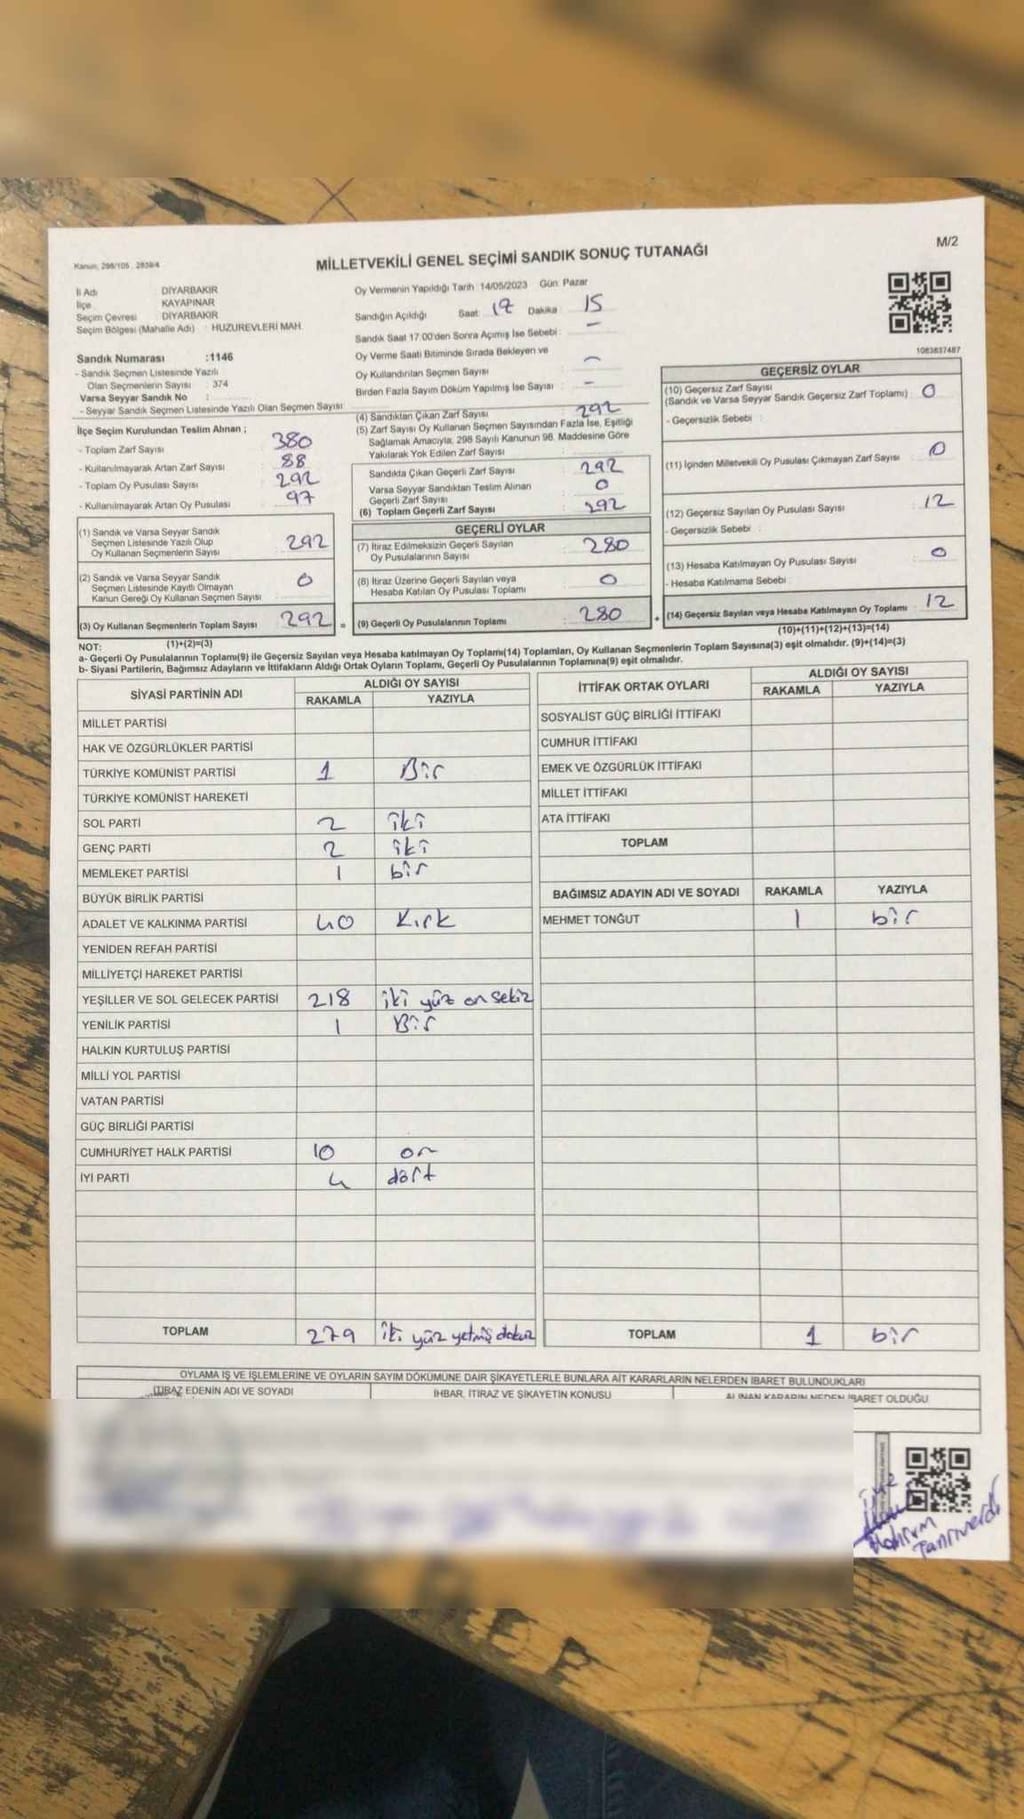 M/2
Kanun: 298/105 , 2839/4
MİLLETVEKİLİ GENEL SEÇİMİ SANDIK SONUÇ TUTANAĞI
İl Adı DİYARBAKIR
İlçe KAYAPINAR
Seçim Çevresi DİYARBAKIR
Seçim Bölgesi (Mahalle Adı) : HUZUREVLERİ MAH.
Sandık Numarası :1146
- Sandık Seçmen Listesinde Yazılı
Olan Seçmenlerin Sayısı : 374
Varsa Seyyar Sandık No :
- Seyyar Sandık Seçmen Listesinde Yazılı Olan Seçmen Sayısı:
İlçe Seçim Kurulundan Teslim Alınan ;
- Toplam Zarf Sayısı : 380
- Kullanılmayarak Artan Zarf Sayısı : 88
- Toplam Oy Pusulası Sayısı : 292
- Kullanılmayarak Artan Oy Pusulası : 97
(1) Sandık ve Varsa Seyyar Sandık
Seçmen Listesinde Yazılı Olup
Oy Kullanan Seçmenlerin Sayısı : 292
(2) Sandık ve Varsa Seyyar Sandık
Seçmen Listesinde Kayıtlı Olmayan
Kanun Gereği Oy Kullanan Seçmen Sayısı : 0
(3) Oy Kullanan Seçmenlerin Toplam Sayısı : 292
(1)+(2)=(3)
Oy Vermenin Yapıldığı Tarih :14/05/2023 Gün: Pazar
Sandığın Açıldığı Saat: 17 Dakika : 15
Sandık Saat 17.00'den Sonra Açılmış İse Sebebi : –
Oy Verme Saati Bitiminde Sırada Bekleyen ve
Oy Kullandırılan Seçmen Sayısı : –
Birden Fazla Sayım Döküm Yapılmış İse Sayısı : –
(4) Sandıktan Çıkan Zarf Sayısı : 292
(5) Zarf Sayısı Oy Kullanan Seçmen Sayısından Fazla İse, Eşitliği
Sağlamak Amacıyla, 298 Sayılı Kanunun 98. Maddesine Göre
Yakılarak Yok Edilen Zarf Sayısı :
Sandıkta Çıkan Geçerli Zarf Sayısı : 292
Varsa Seyyar Sandıktan Teslim Alınan
Geçerli Zarf Sayısı : 0
(6) Toplam Geçerli Zarf Sayısı : 292
GEÇERLİ OYLAR
(7) İtiraz Edilmeksizin Geçerli Sayılan
Oy Pusulalarının Sayısı : 280
(8) İtiraz Üzerine Geçerli Sayılan veya
Hesaba Katılan Oy Pusulası Toplamı : 0
= (9) Geçerli Oy Pusulalarının Toplamı : 280
1083837487
GEÇERSİZ OYLAR
(10) Geçersiz Zarf Sayısı
(Sandık ve Varsa Seyyar Sandık Geçersiz Zarf Toplamı) : 0
- Geçersizlik Sebebi :
(11) İçinden Milletvekili Oy Pusulası Çıkmayan Zarf Sayısı : 0
(12) Geçersiz Sayılan Oy Pusulası Sayısı : 12
- Geçersizlik Sebebi :
(13) Hesaba Katılmayan Oy Pusulası Sayısı : 0
- Hesaba Katılmama Sebebi :
+ (14) Geçersiz Sayılan veya Hesaba Katılmayan Oy Toplamı : 12
(10)+(11)+(12)+(13)=(14)
NOT:
a- Geçerli Oy Pusulalarının Toplamı(9) ile Geçersiz Sayılan veya Hesaba katılmayan Oy Toplamı(14) Toplamları, Oy Kullanan Seçmenlerin Toplam Sayısına(3) eşit olmalıdır. (9)+(14)=(3)
b- Siyasi Partilerin, Bağımsız Adayların ve İttifakların Aldığı Ortak Oyların Toplamı, Geçerli Oy Pusulalarının Toplamına(9) eşit olmalıdır.
SİYASİ PARTİNİN ADI ALDIĞI OY SAYISI
RAKAMLA YAZIYLA
MİLLET PARTİSİ
HAK VE ÖZGÜRLÜKLER PARTİSİ
TÜRKİYE KOMÜNİST PARTİSİ 1 Bir
TÜRKİYE KOMÜNİST HAREKETİ
SOL PARTİ 2 iki
GENÇ PARTİ 2 iki
MEMLEKET PARTİSİ 1 bir
BÜYÜK BİRLİK PARTİSİ
ADALET VE KALKINMA PARTİSİ 40 Kırk
YENİDEN REFAH PARTİSİ
MİLLİYETÇİ HAREKET PARTİSİ
YEŞİLLER VE SOL GELECEK PARTİSİ 218 iki yüz on sekiz
YENİLİK PARTİSİ 1 Bir
HALKIN KURTULUŞ PARTİSİ
MİLLİ YOL PARTİSİ
VATAN PARTİSİ
GÜÇ BİRLİĞİ PARTİSİ
CUMHURİYET HALK PARTİSİ 10 on
İYİ PARTİ 4 dört
TOPLAM 279 iki yüz yetmiş dokuz
İTTİFAK ORTAK OYLARI ALDIĞI OY SAYISI
RAKAMLA YAZIYLA
SOSYALİST GÜÇ BİRLİĞİ İTTİFAKI
CUMHUR İTTİFAKI
EMEK VE ÖZGÜRLÜK İTTİFAKI
MİLLET İTTİFAKI
ATA İTTİFAKI
TOPLAM
BAĞIMSIZ ADAYIN ADI VE SOYADI RAKAMLA YAZIYLA
MEHMET TONĞUT 1 bir
TOPLAM 1 bir
OYLAMA İŞ VE İŞLEMLERİNE VE OYLARIN SAYIM DÖKÜMÜNE DAİR ŞİKAYETLERLE BUNLARA AİT KARARLARIN NELERDEN İBARET BULUNDUKLARI
İTİRAZ EDENİN ADI VE SOYADI İHBAR, İTİRAZ VE ŞİKAYETİN KONUSU ALINAN KARARIN NEDEN İBARET OLDUĞU
üye
Tanrıverdi